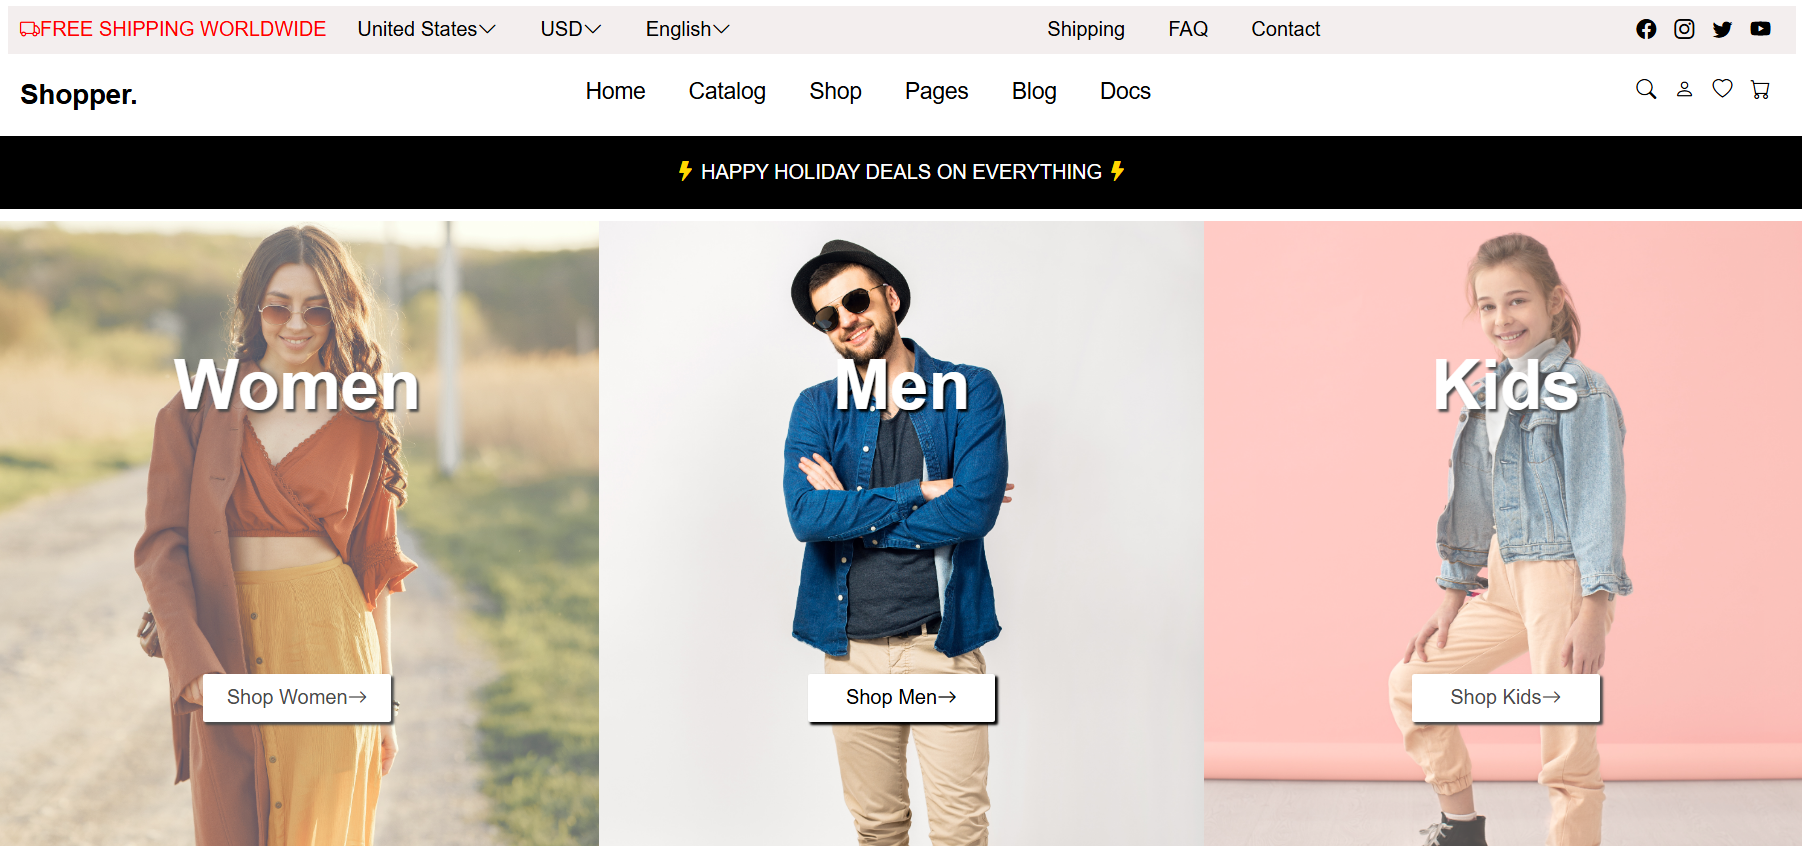 FREE SHIPPING WORLDWIDE United States USD English Shipping FAQ Contact
Shopper. Home Catalog Shop Pages Blog Docs
HAPPY HOLIDAY DEALS ON EVERYTHING
Women Men Kids
Shop Women Shop Men Shop Kids